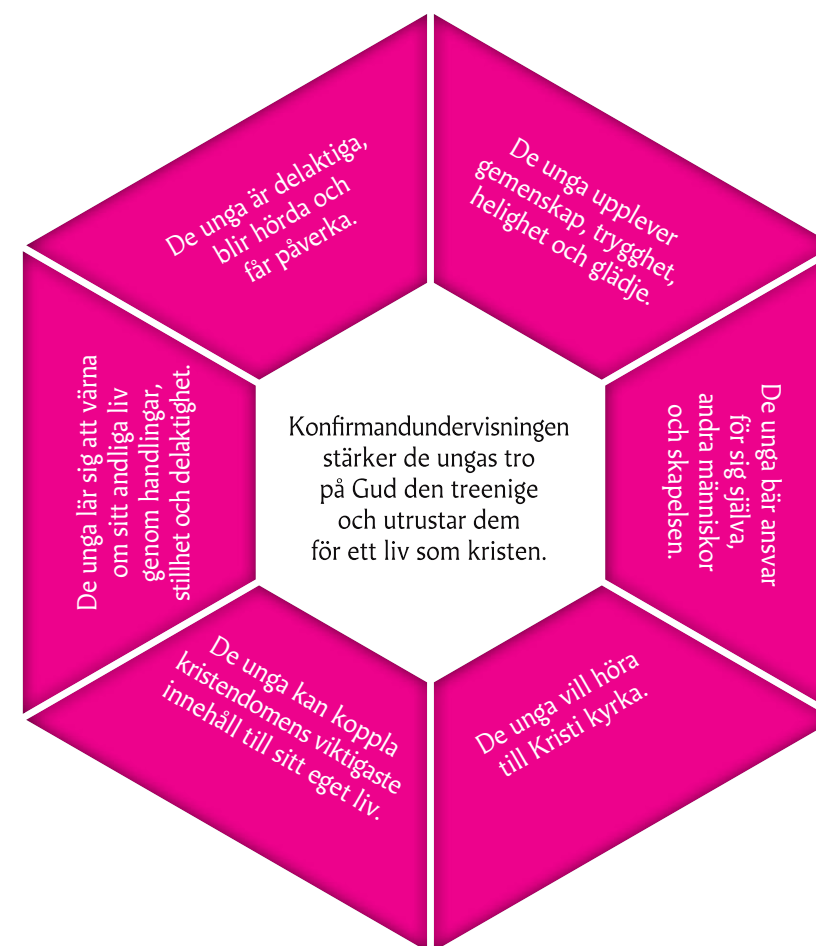 De unga är delaktiga,
blir hörda och
får påverka.
De unga upplever
gemenskap, trygghet,
helighet och glädje.
De unga bär ansvar
för sig själva,
andra människor
och skapelsen.
De unga vill höra
till Kristi kyrka.
De unga kan koppla
kristendomens viktigaste
innehåll till sitt eget liv.
De unga lär sig att värna
om sitt andliga liv
genom handlingar,
stillhet och delaktighet.
Konfirmandundervisningen
stärker de ungas tro
på Gud den treenige
och utrustar dem
för ett liv som kristen.